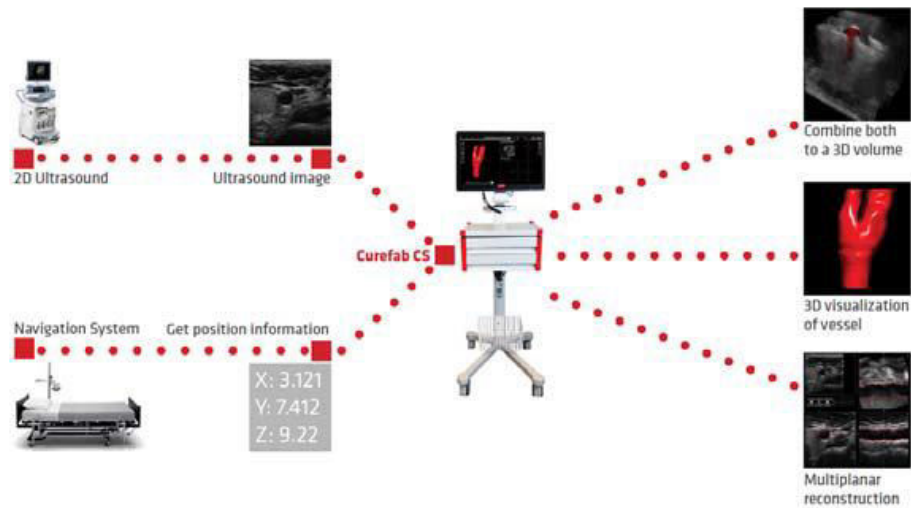 2D Ultrasound
Ultrasound image
Navigation System
Get position information
X: 3.121
Y: 7.412
Z: 9.22
Curefab CS
Combine both
to a 3D volume
3D visualization
of vessel
Multiplanar
reconstruction